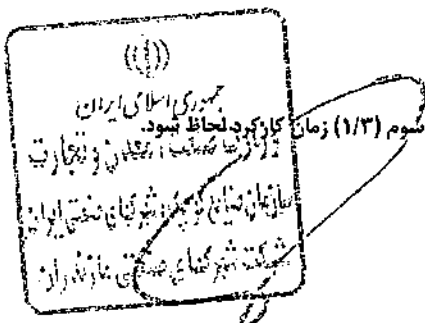 جمهوری اسلامی ایران
سوم (۱/۳) زمان کارکرد لحاظ شود.
وزارت صنعت، معدن و تجارت
سازمان صنایع کوچک و شهرکهای صنعتی ایران
شرکت شهرکهای صنعتی مازندران